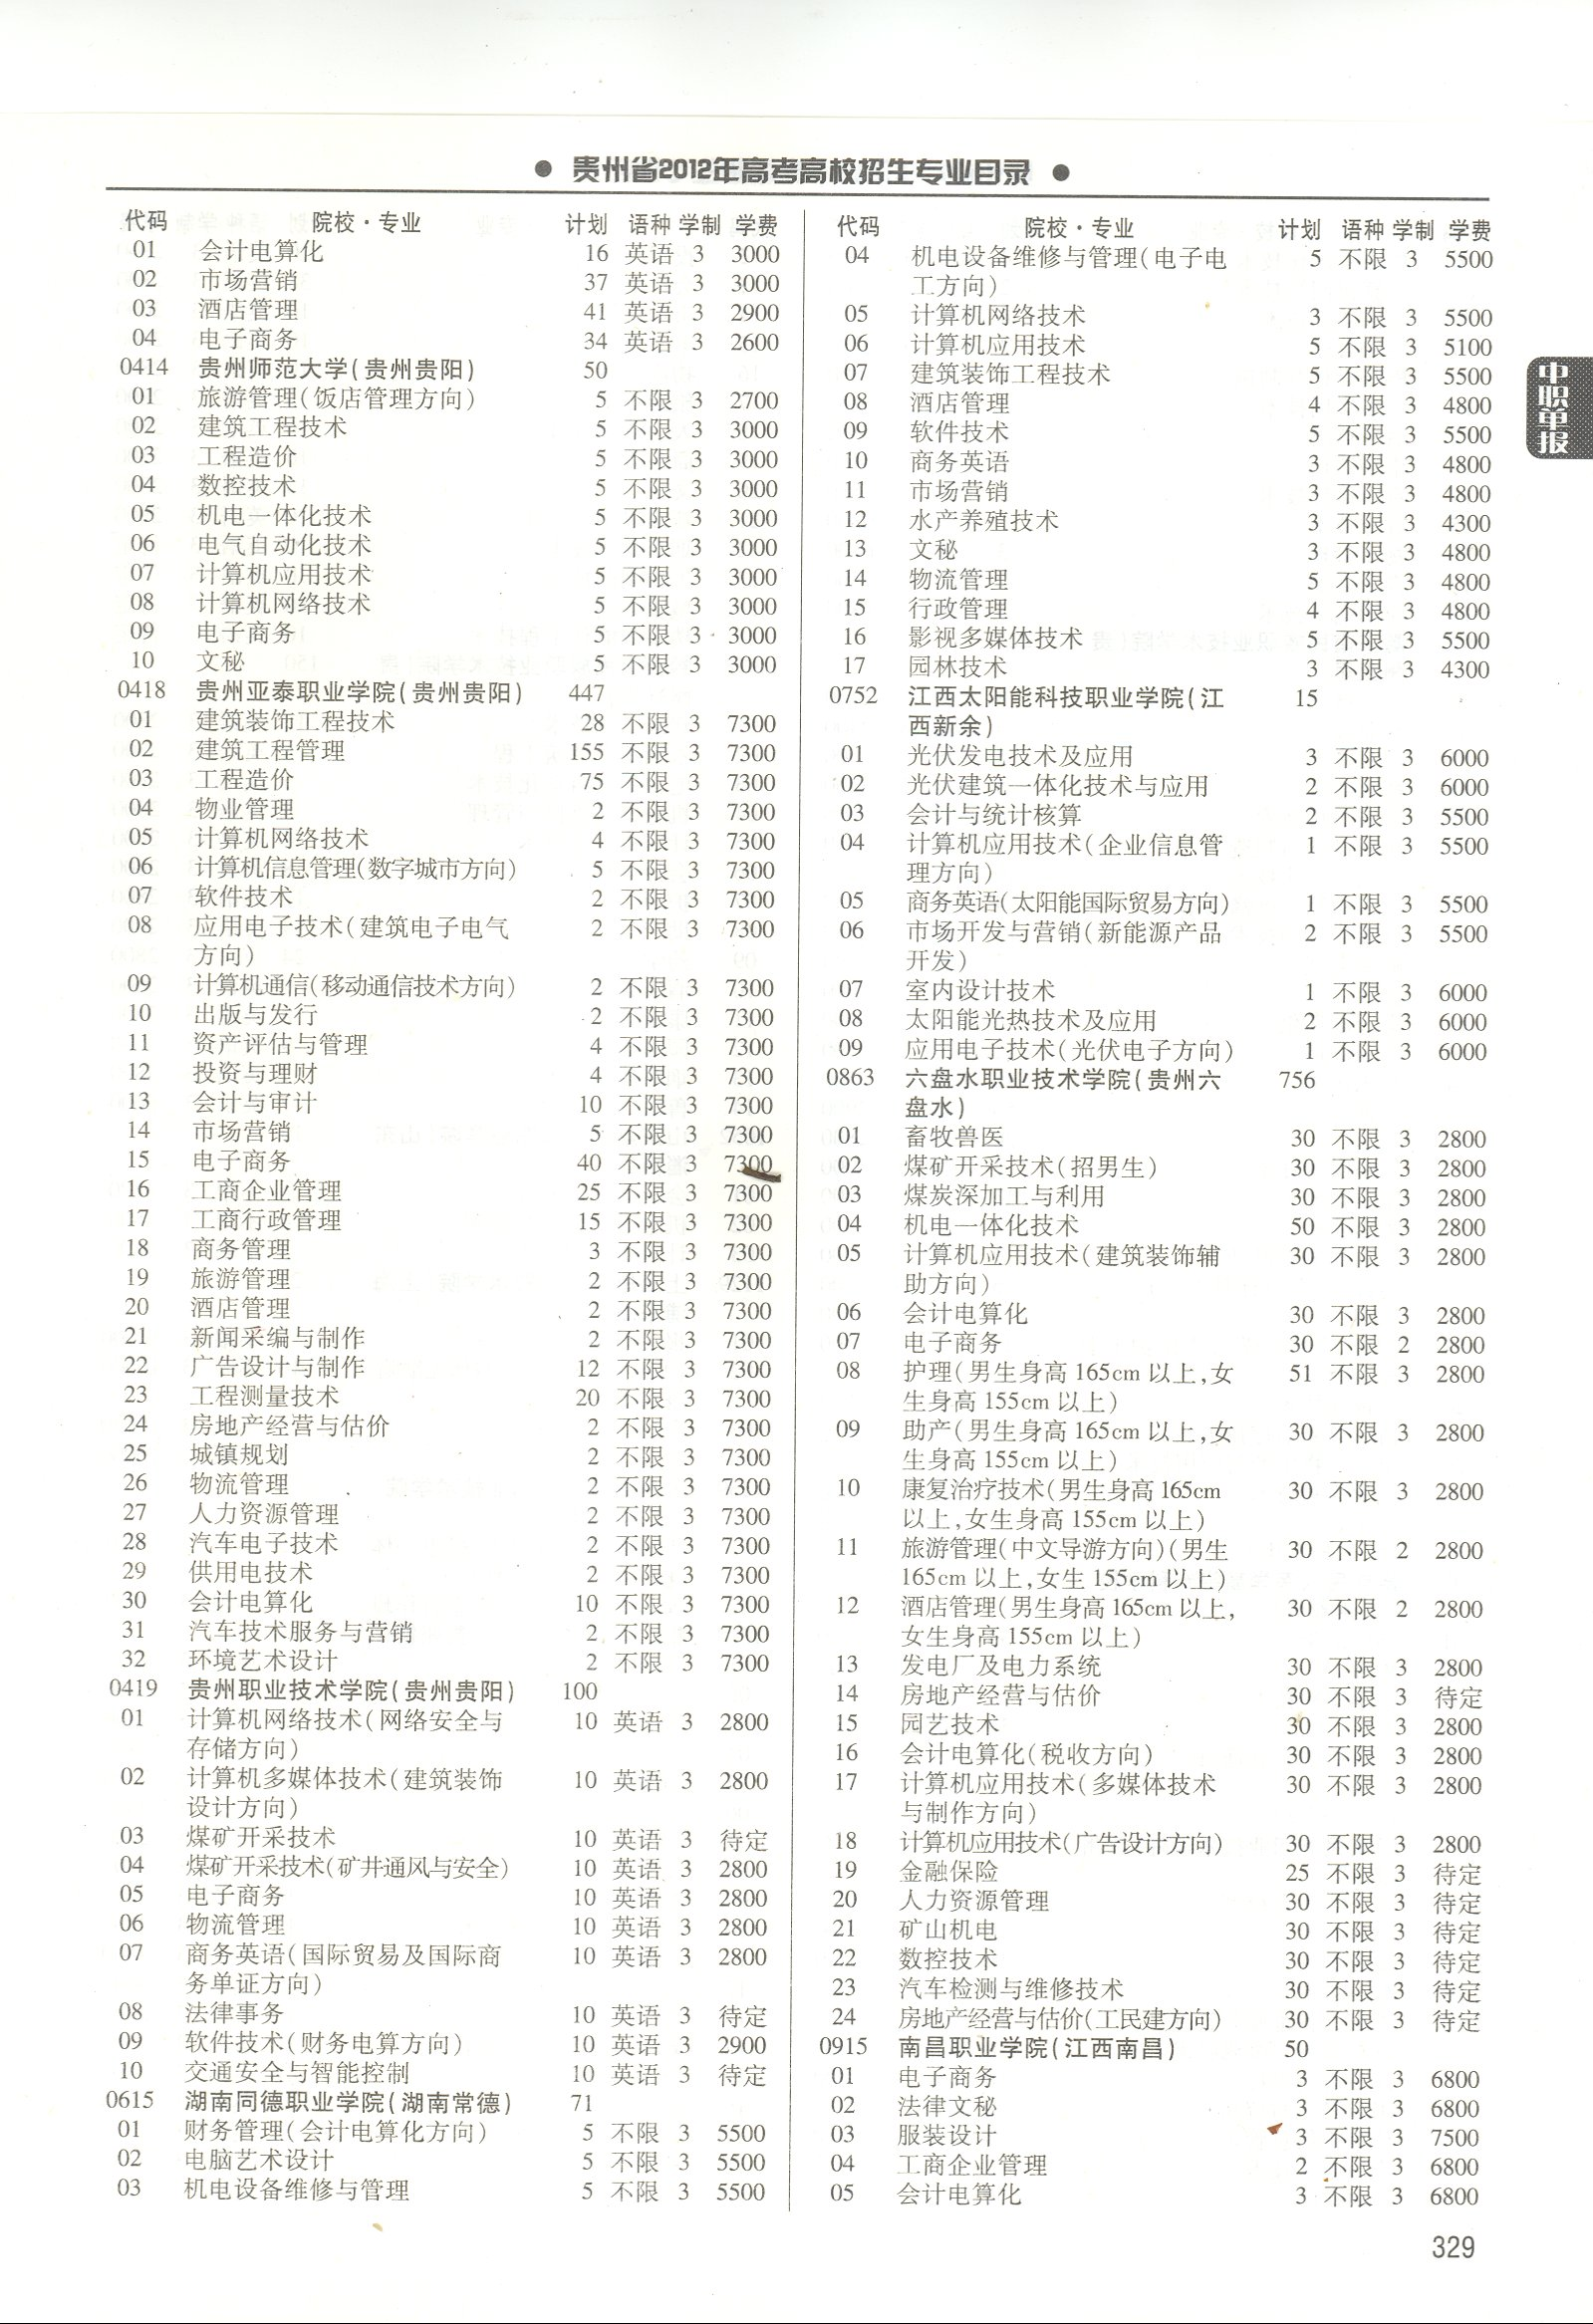 ● 贵州省2012年高考高校招生专业目录 ●
代码 院校·专业 计划 语种 学制 学费
01 会计电算化 16 英语 3 3000
02 市场营销 37 英语 3 3000
03 酒店管理 41 英语 3 2900
04 电子商务 34 英语 3 2600
0414 贵州师范大学(贵州贵阳) 50
01 旅游管理(饭店管理方向) 5 不限 3 2700
02 建筑工程技术 5 不限 3 3000
03 工程造价 5 不限 3 3000
04 数控技术 5 不限 3 3000
05 机电一体化技术 5 不限 3 3000
06 电气自动化技术 5 不限 3 3000
07 计算机应用技术 5 不限 3 3000
08 计算机网络技术 5 不限 3 3000
09 电子商务 5 不限 3 3000
10 文秘 5 不限 3 3000
0418 贵州亚泰职业学院(贵州贵阳) 447
01 建筑装饰工程技术 28 不限 3 7300
02 建筑工程管理 155 不限 3 7300
03 工程造价 75 不限 3 7300
04 物业管理 2 不限 3 7300
05 计算机网络技术 4 不限 3 7300
06 计算机信息管理(数字城市方向) 5 不限 3 7300
07 软件技术 2 不限 3 7300
08 应用电子技术(建筑电子电气 2 不限 3 7300
方向)
09 计算机通信(移动通信技术方向) 2 不限 3 7300
10 出版与发行 2 不限 3 7300
11 资产评估与管理 4 不限 3 7300
12 投资与理财 4 不限 3 7300
13 会计与审计 10 不限 3 7300
14 市场营销 5 不限 3 7300
15 电子商务 40 不限 3 7300
16 工商企业管理 25 不限 3 7300
17 工商行政管理 15 不限 3 7300
18 商务管理 3 不限 3 7300
19 旅游管理 2 不限 3 7300
20 酒店管理 2 不限 3 7300
21 新闻采编与制作 2 不限 3 7300
22 广告设计与制作 12 不限 3 7300
23 工程测量技术 20 不限 3 7300
24 房地产经营与估价 2 不限 3 7300
25 城镇规划 2 不限 3 7300
26 物流管理 2 不限 3 7300
27 人力资源管理 2 不限 3 7300
28 汽车电子技术 2 不限 3 7300
29 供用电技术 2 不限 3 7300
30 会计电算化 10 不限 3 7300
31 汽车技术服务与营销 2 不限 3 7300
32 环境艺术设计 2 不限 3 7300
0419 贵州职业技术学院(贵州贵阳) 100
01 计算机网络技术(网络安全与 10 英语 3 2800
存储方向)
02 计算机多媒体技术(建筑装饰 10 英语 3 2800
设计方向)
03 煤矿开采技术 10 英语 3 待定
04 煤矿开采技术(矿井通风与安全) 10 英语 3 2800
05 电子商务 10 英语 3 2800
06 物流管理 10 英语 3 2800
07 商务英语(国际贸易及国际商 10 英语 3 2800
务单证方向)
08 法律事务 10 英语 3 待定
09 软件技术(财务电算方向) 10 英语 3 2900
10 交通安全与智能控制 10 英语 3 待定
0615 湖南同德职业学院(湖南常德) 71
01 财务管理(会计电算化方向) 5 不限 3 5500
02 电脑艺术设计 5 不限 3 5500
03 机电设备维修与管理 5 不限 3 5500
代码 院校·专业 计划 语种 学制 学费
04 机电设备维修与管理(电子电 5 不限 3 5500
工方向)
05 计算机网络技术 3 不限 3 5500
06 计算机应用技术 5 不限 3 5100
07 建筑装饰工程技术 5 不限 3 5500
08 酒店管理 4 不限 3 4800
09 软件技术 5 不限 3 5500
10 商务英语 3 不限 3 4800
11 市场营销 3 不限 3 4800
12 水产养殖技术 3 不限 3 4300
13 文秘 3 不限 3 4800
14 物流管理 5 不限 3 4800
15 行政管理 4 不限 3 4800
16 影视多媒体技术 5 不限 3 5500
17 园林技术 3 不限 3 4300
0752 江西太阳能科技职业学院(江 15
西新余)
01 光伏发电技术及应用 3 不限 3 6000
02 光伏建筑一体化技术与应用 2 不限 3 6000
03 会计与统计核算 2 不限 3 5500
04 计算机应用技术(企业信息管 1 不限 3 5500
理方向)
05 商务英语(太阳能国际贸易方向) 1 不限 3 5500
06 市场开发与营销(新能源产品 2 不限 3 5500
开发)
07 室内设计技术 1 不限 3 6000
08 太阳能光热技术及应用 2 不限 3 6000
09 应用电子技术(光伏电子方向) 1 不限 3 6000
0863 六盘水职业技术学院(贵州六 756
盘水)
01 畜牧兽医 30 不限 3 2800
02 煤矿开采技术(招男生) 30 不限 3 2800
03 煤炭深加工与利用 30 不限 3 2800
04 机电一体化技术 50 不限 3 2800
05 计算机应用技术(建筑装饰辅 30 不限 3 2800
助方向)
06 会计电算化 30 不限 3 2800
07 电子商务 30 不限 2 2800
08 护理(男生身高165cm以上,女 51 不限 3 2800
生身高155cm以上)
09 助产(男生身高165cm以上,女 30 不限 3 2800
生身高155cm以上)
10 康复治疗技术(男生身高165cm 30 不限 3 2800
以上,女生身高155cm以上)
11 旅游管理(中文导游方向)(男生 30 不限 2 2800
165cm以上,女生155cm以上)
12 酒店管理(男生身高165cm以上, 30 不限 2 2800
女生身高155cm以上)
13 发电厂及电力系统 30 不限 3 2800
14 房地产经营与估价 30 不限 3 待定
15 园艺技术 30 不限 3 2800
16 会计电算化(税收方向) 30 不限 3 2800
17 计算机应用技术(多媒体技术 30 不限 3 2800
与制作方向)
18 计算机应用技术(广告设计方向) 30 不限 3 2800
19 金融保险 25 不限 3 待定
20 人力资源管理 30 不限 3 待定
21 矿山机电 30 不限 3 待定
22 数控技术 30 不限 3 待定
23 汽车检测与维修技术 30 不限 3 待定
24 房地产经营与估价(工民建方向) 30 不限 3 待定
0915 南昌职业学院(江西南昌) 50
01 电子商务 3 不限 3 6800
02 法律文秘 3 不限 3 6800
03 服装设计 3 不限 3 7500
04 工商企业管理 2 不限 3 6800
05 会计电算化 3 不限 3 6800
中职单报
329